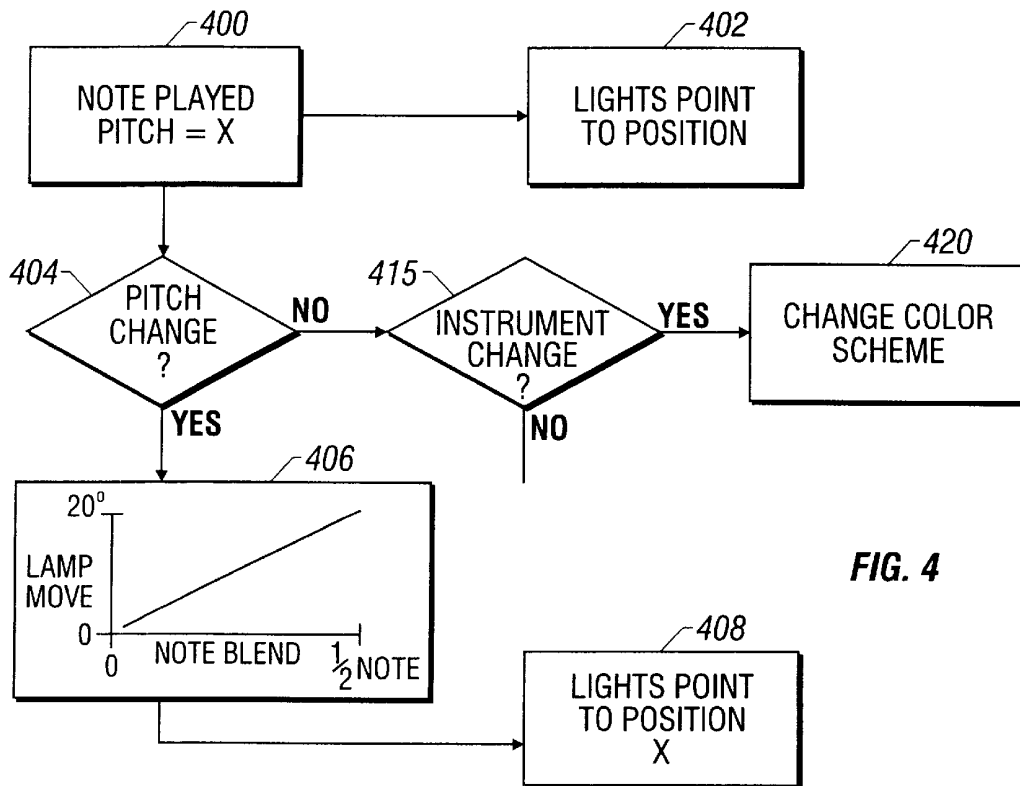 400
NOTE PLAYED
PITCH = X
402
LIGHTS POINT
TO POSITION
404
PITCH
CHANGE
?
NO
YES
415
INSTRUMENT
CHANGE
?
YES
NO
420
CHANGE COLOR
SCHEME
406
20°
LAMP
MOVE
0
0
NOTE BLEND
1/2 NOTE
FIG. 4
408
LIGHTS POINT
TO POSITION
X